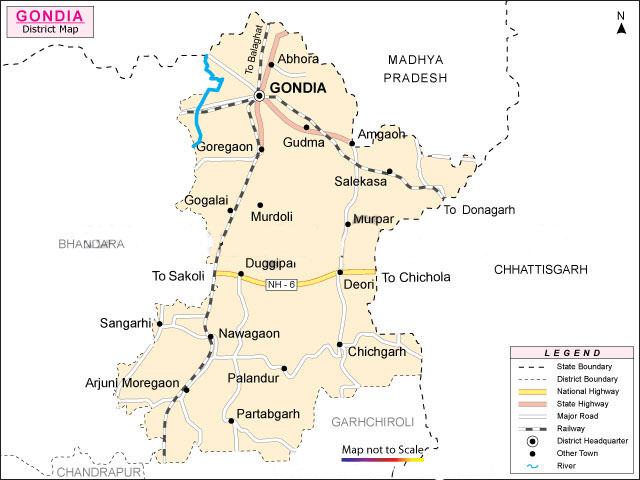 GONDIA
District Map
N
To Balaghat
Abhora
MADHYA
PRADESH
GONDIA
Gudma
Amgaon
Goregaon
Salekasa
Gogalai
Murdoli
To Donagarh
Murpar
BHANDARA
Duggipa
To Sakoli
NH - 6
Deori
To Chichola
CHHATTISGARH
Sangarhi
Nawagaon
Chichgarh
Palandur
Arjuni Moregaon
Partabgarh
GARHCHIROLI
Map not to Scale
CHANDRAPUR
LEGEND
State Boundary
District Boundary
National Highway
State Highway
Major Road
Railway
District Headquarter
Other Town
River